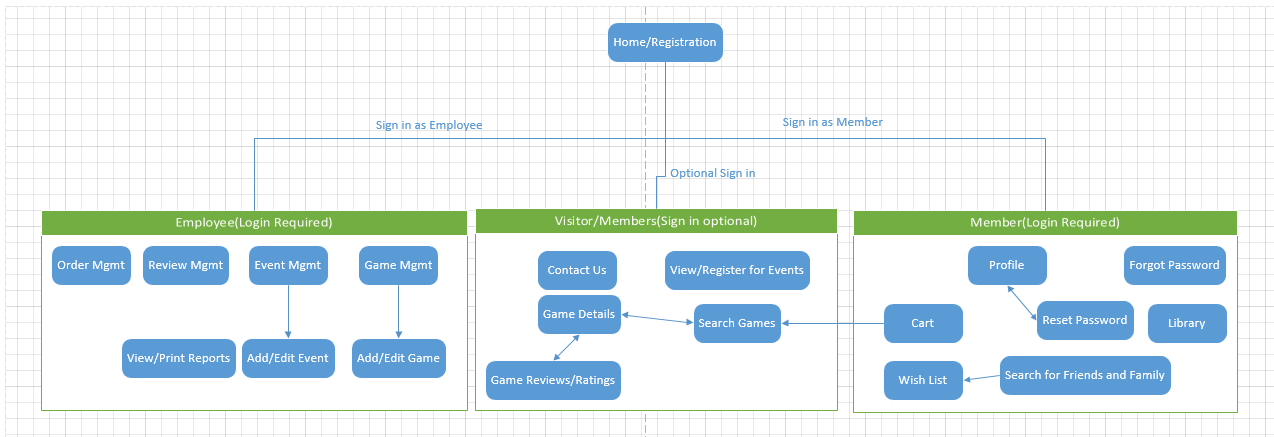 Home/Registration
Sign in as Employee
Sign in as Member
Optional Sign in
Employee(Login Required)
Order Mgmt
Review Mgmt
Event Mgmt
Game Mgmt
View/Print Reports
Add/Edit Event
Add/Edit Game
Visitor/Members(Sign in optional)
Contact Us
View/Register for Events
Game Details
Search Games
Game Reviews/Ratings
Member(Login Required)
Profile
Forgot Password
Cart
Reset Password
Library
Wish List
Search for Friends and Family